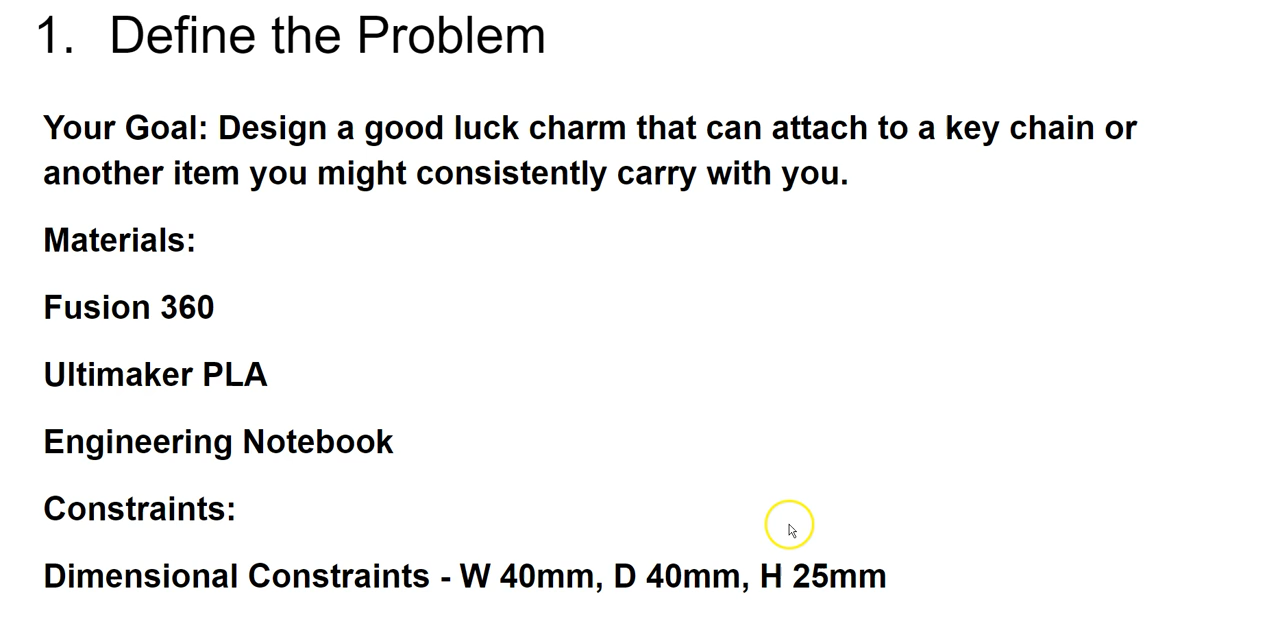 1. Define the Problem
Your Goal: Design a good luck charm that can attach to a key chain or
another item you might consistently carry with you.
Materials:
Fusion 360
Ultimaker PLA
Engineering Notebook
Constraints:
Dimensional Constraints - W 40mm, D 40mm, H 25mm